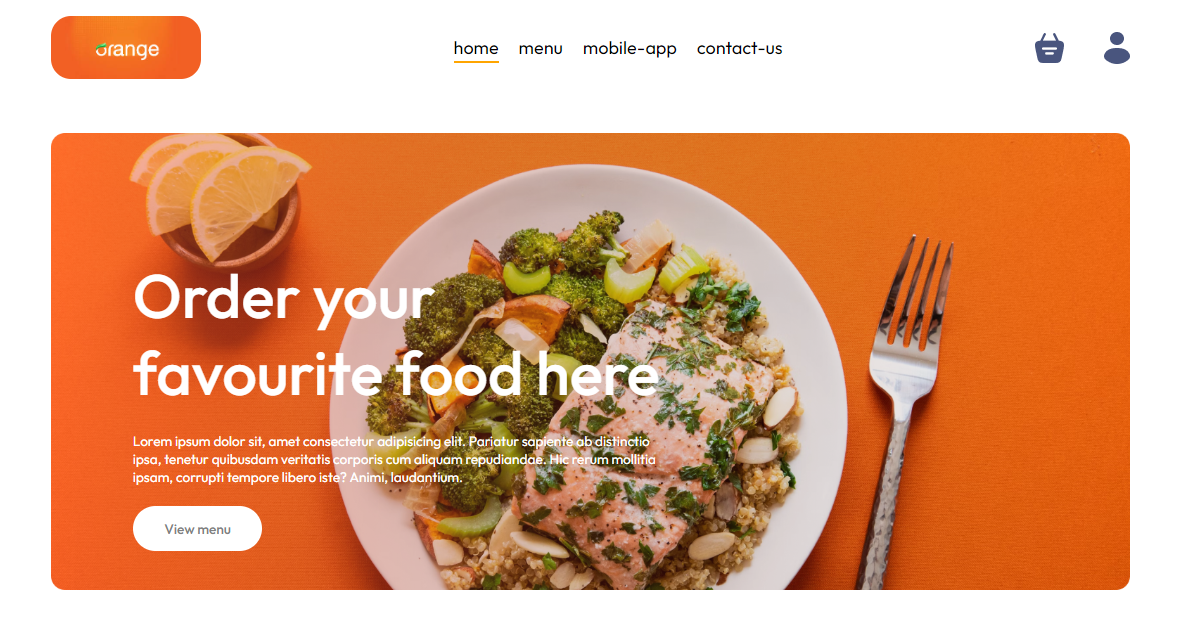 orange
home menu mobile-app contact-us
Order your
favourite food here
Lorem ipsum dolor sit, amet consectetur adipisicing elit. Pariatur sapiente ab distinctio
ipsa, tenetur quibusdam veritatis corporis cum aliquam repudiandae. Hic rerum mollitia
ipsam, corrupti tempore libero iste? Animi, laudantium.
View menu